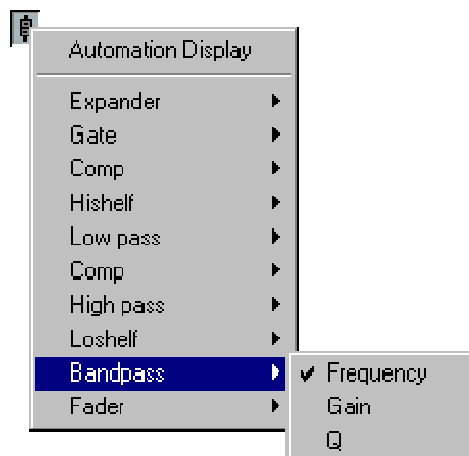 Automation Display
Expander
Gate
Comp
Hishelf
Low pass
Comp
High pass
Loshelf
Bandpass
Fader
Frequency
Gain
Q